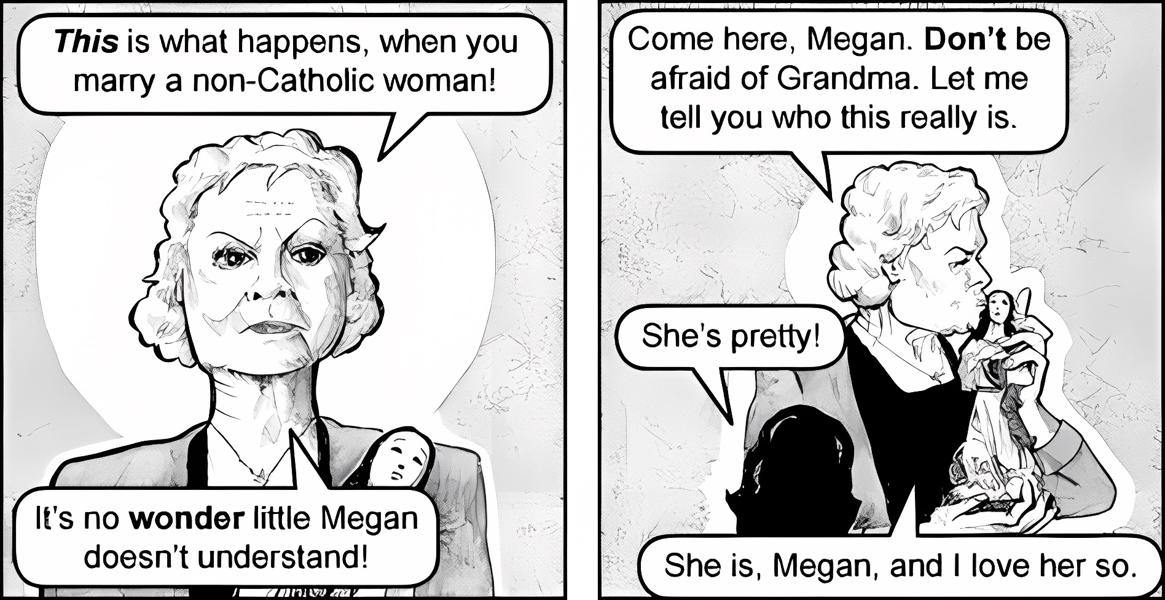 This is what happens, when you
marry a non-Catholic woman!
It's no wonder little Megan
doesn't understand!
Come here, Megan. Don't be
afraid of Grandma. Let me
tell you who this really is.
She's pretty!
She is, Megan, and I love her so.